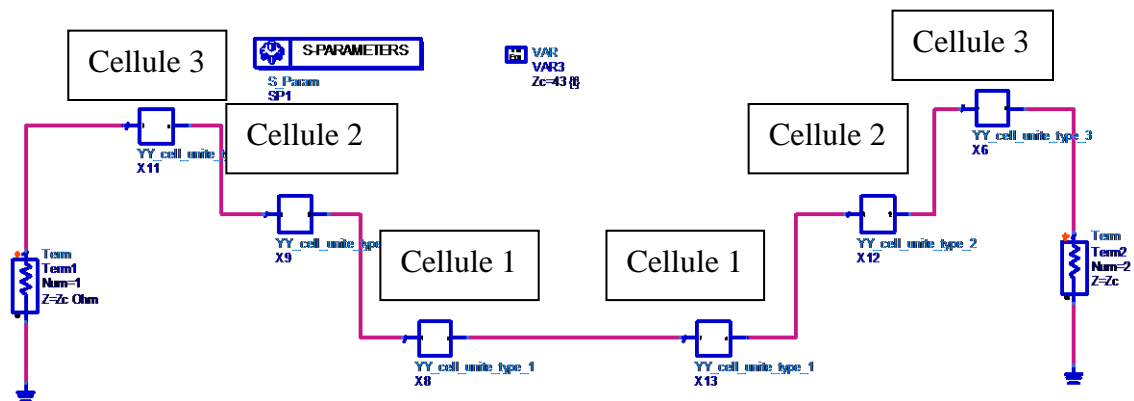 Cellule 3
S-PARAMETERS
S_Param
SP1
VAR
VAR3
Zc=43 {t}
Cellule 3
Cellule 2
X11
Cellule 2
YY_cell_unite_type_3
X6
Term
Term1
Num=1
Z=Zc Ohm
X9
Cellule 1
Cellule 1
YY_cell_unite_type_2
X12
Term
Term2
Num=2
Z=Zc
YY_cell_unite_type_1
X8
YY_cell_unite_type_1
X13